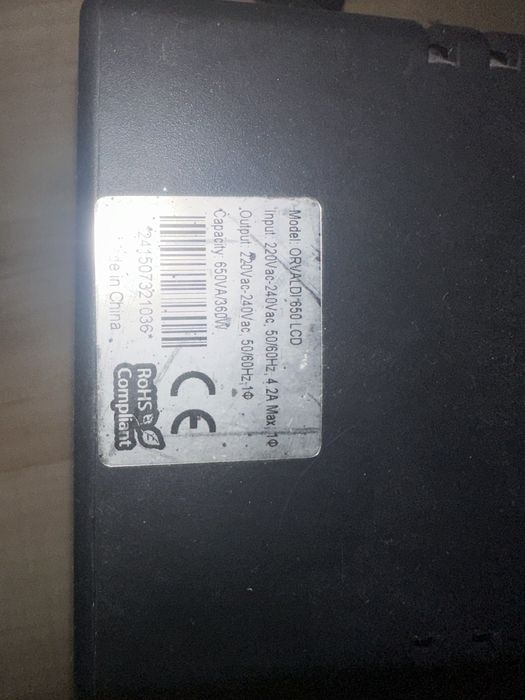 Model: ORVALDI 650 LCD
Input: 220Vac-240Vac, 50/60Hz, 4.2A Max, 1Φ
Output: 220Vac-240Vac, 50/60Hz,1Φ
Capacity: 650VA/360W
*241507321036*
Made in China
CE
RoHS
Compliant